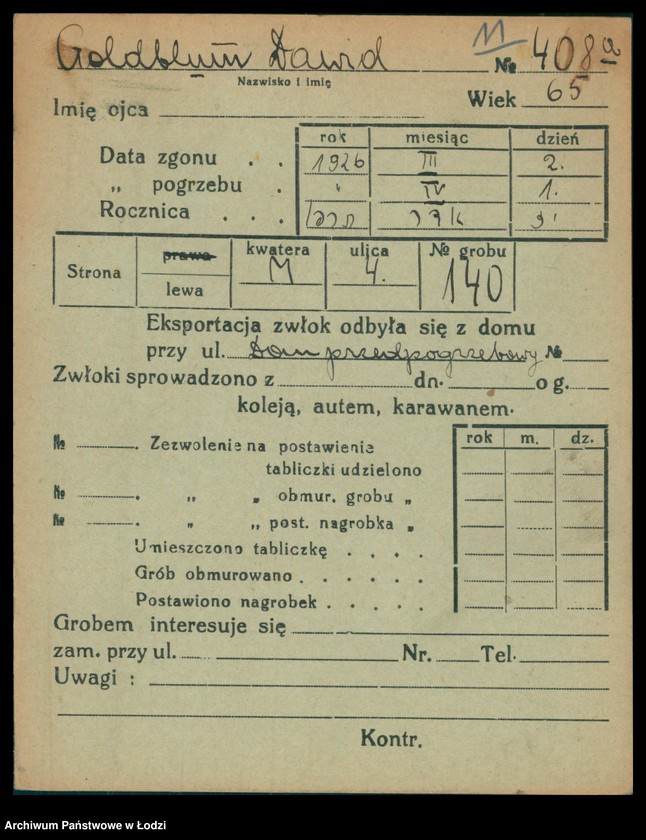 Goldblum Dawid M № 408a
Nazwisko i imię
Wiek 65
Imię ojca
rok miesiąc dzień
Data zgonu . . 1926 III 2.
„ pogrzebu . " IV 1.
Rocznica . . .
Strona prawa kwatera ulica № grobu
lewa M 4. 140
Eksportacja zwłok odbyła się z domu
przy ul. Dom przedpogrzebowy №
Zwłoki sprowadzono z dn. o g.
koleją, autem, karawanem.
№ . Zezwolenie na postawienie rok m. dz.
tabliczki udzielono
№ . „ „ obmur. grobu „
№ . „ „ post. nagrobka „
Umieszczono tabliczkę . . . .
Grób obmurowano . . . . . .
Postawiono nagrobek . . . . .
Grobem interesuje się
zam. przy ul. Nr. Tel.
Uwagi :
Kontr.
Archiwum Państwowe w Łodzi